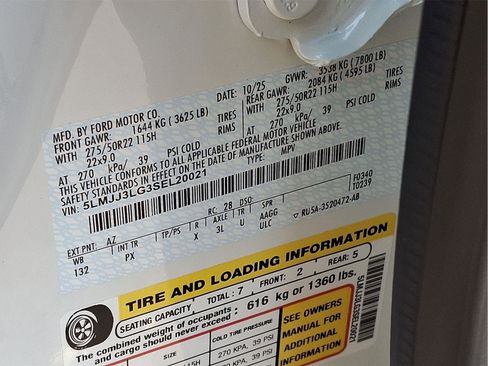 MFD. BY FORD MOTOR CO.
DATE: 10/25 GVWR: 3538 KG (7800 LB)
FRONT GAWR: 1644 KG (3625 LB)
REAR GAWR: 2084 KG (4595 LB)
WITH 275/50R22 115H TIRES
WITH 275/50R22 115H TIRES
22x9.0 RIMS
22x9.0 RIMS
AT 270 kPa/ 39 PSI COLD
AT 270 kPa/ 39 PSI COLD
THIS VEHICLE CONFORMS TO ALL APPLICABLE FEDERAL MOTOR VEHICLE
SAFETY STANDARDS IN EFFECT ON THE DATE OF MANUFACTURE SHOWN ABOVE.
VIN: 5LMJJ3LG3SEL20021 TYPE: MPV
F0340
T0239
EXT PNT: AZ RC: 28 DSO:
WB INT TR TP/PS R AXLE TR SPR
132 PX X 3L U AAGG
ULC ▼ RU5A-3520472-AB
TIRE AND LOADING INFORMATION
SEATING CAPACITY TOTAL: 7 FRONT: 2 REAR: 5
The combined weight of occupants
and cargo should never exceed: 616 kg or 1360 lbs.
SIZE COLD TIRE PRESSURE
115H 270 KPA, 39 PSI
SEE OWNERS
MANUAL FOR
ADDITIONAL
INFORMATION
5LMJJ3LG3SEL20021